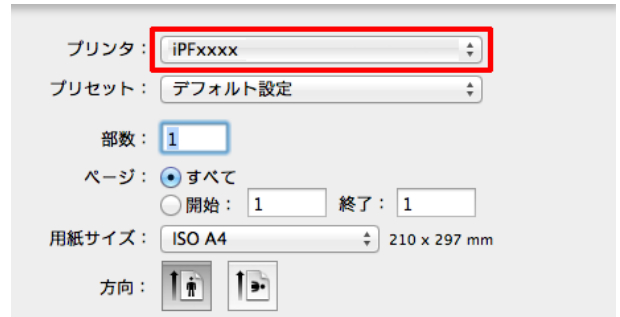 プリンタ： iPFxxxx
プリセット： デフォルト設定
部数： 1
ページ： すべて
開始： 1 終了： 1
用紙サイズ： ISO A4 210 x 297 mm
方向：